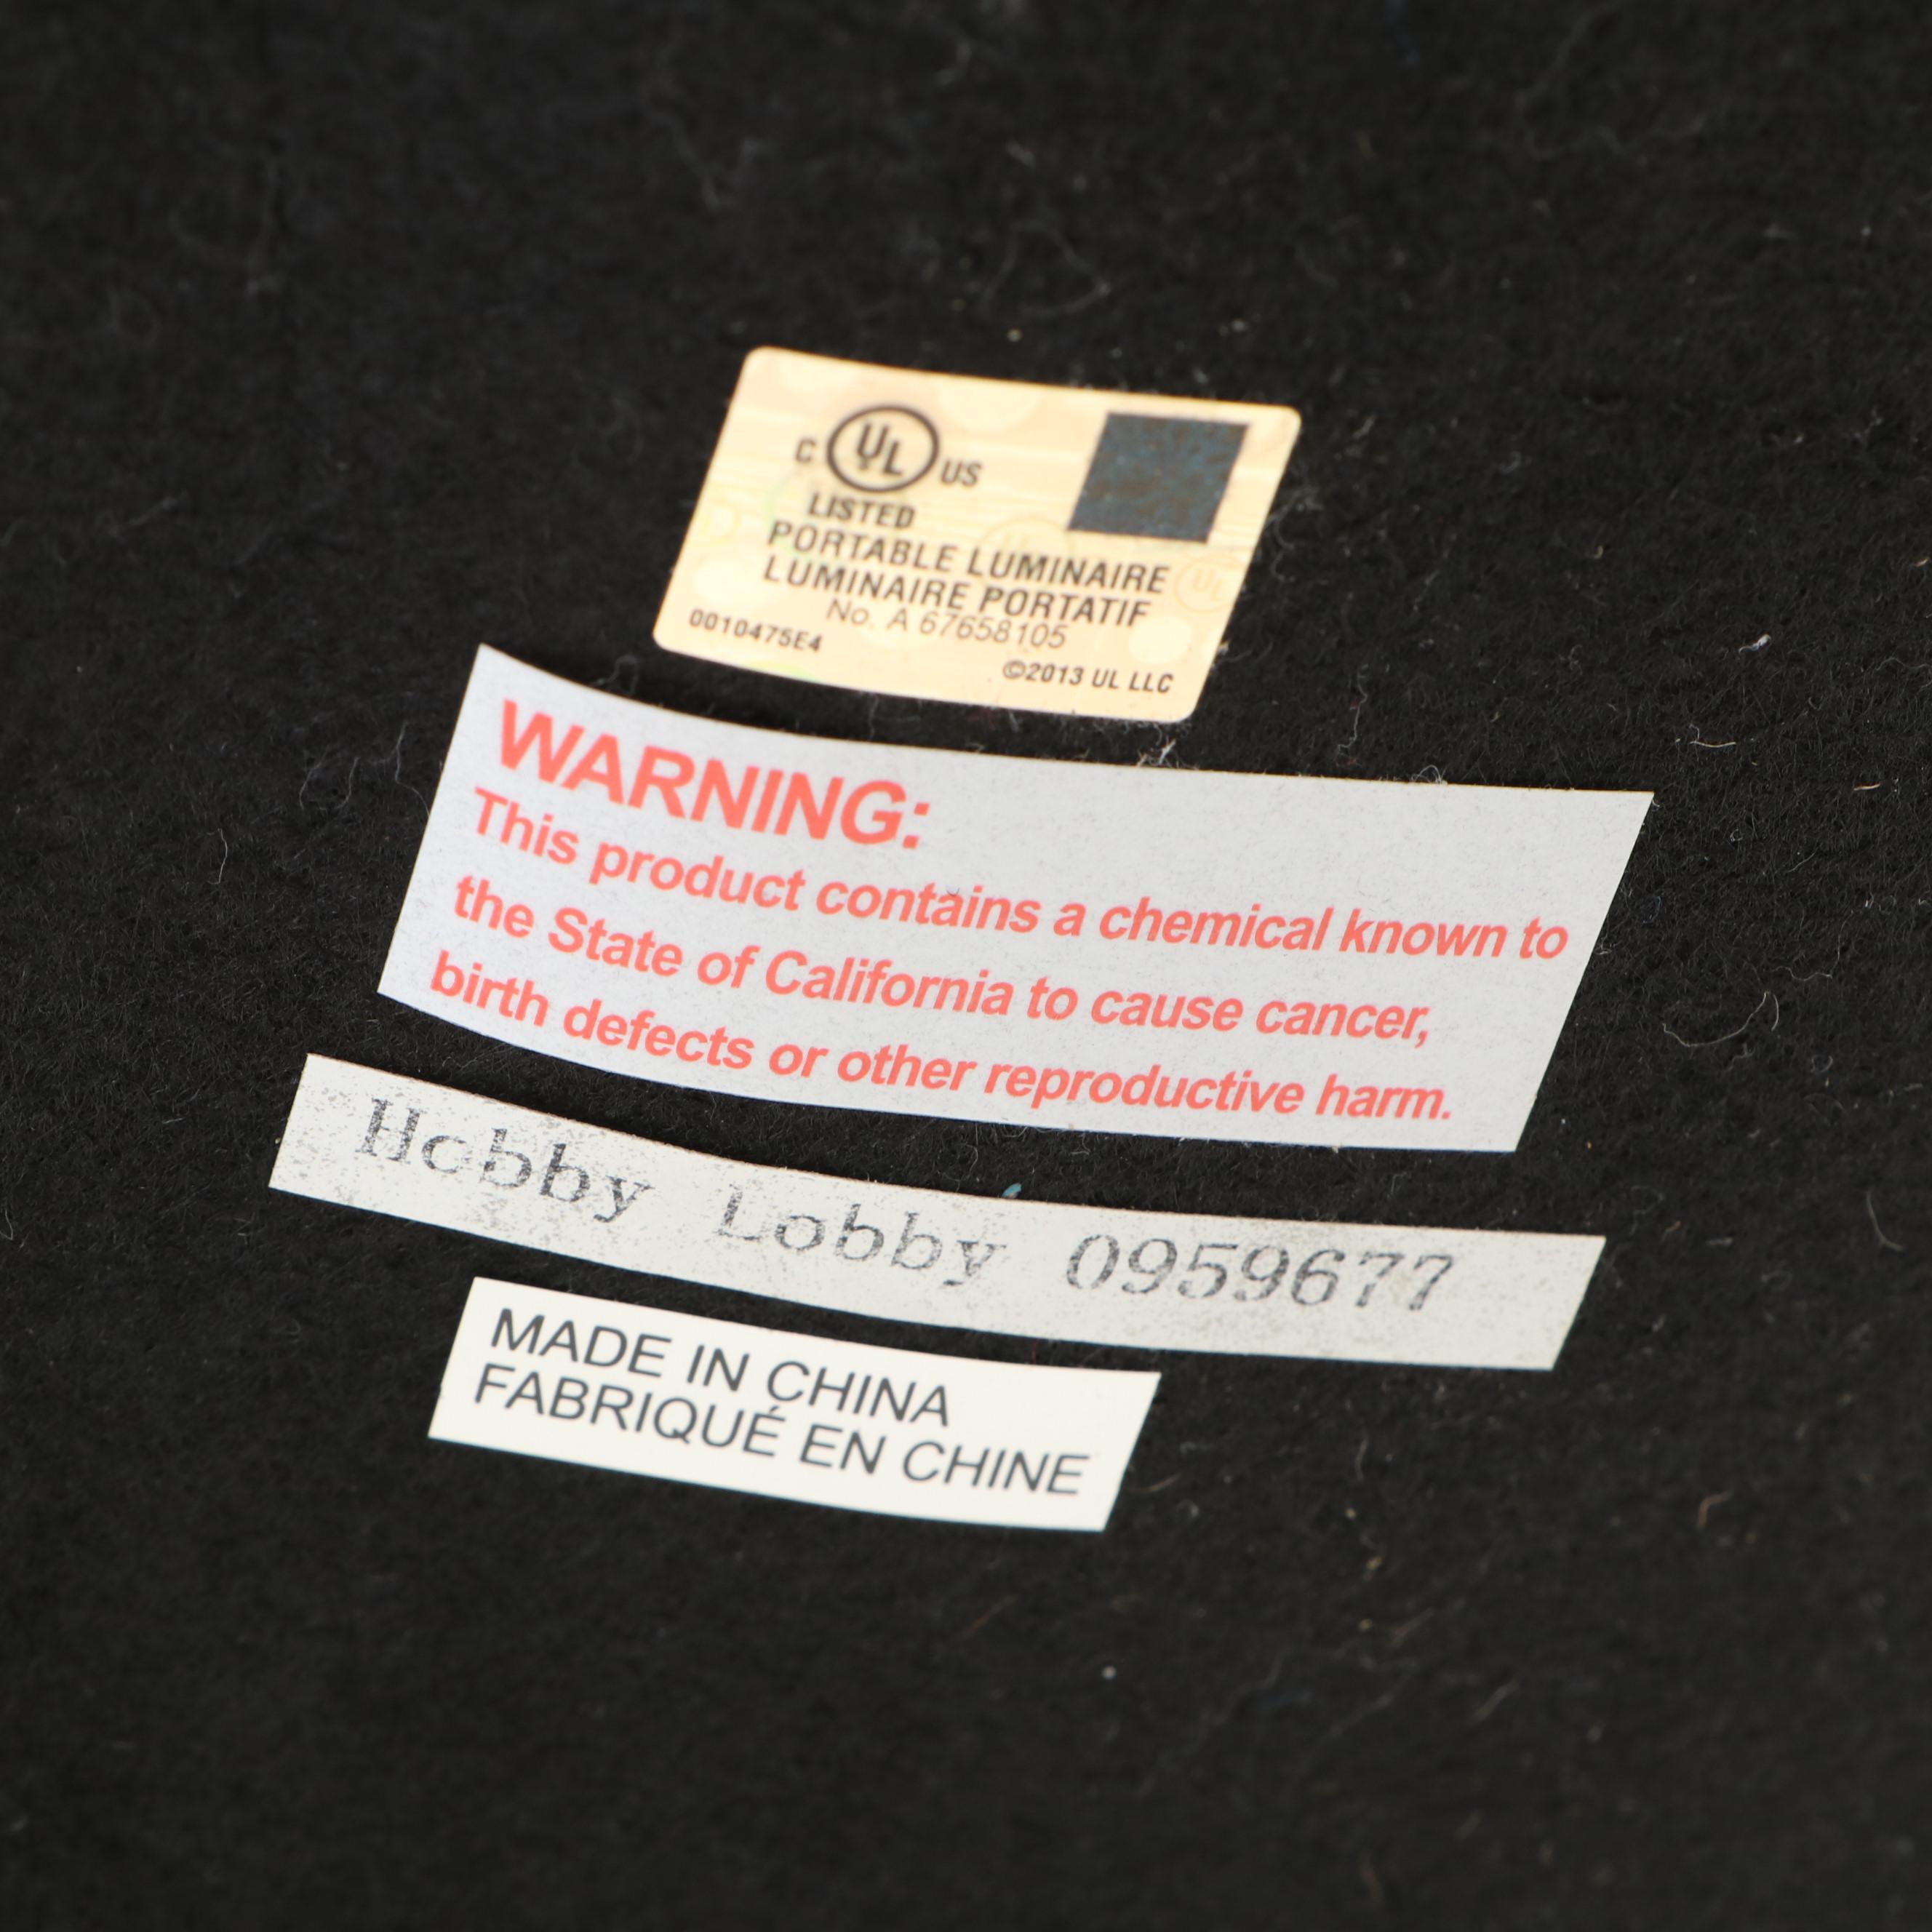 C UL US
LISTED
PORTABLE LUMINAIRE
LUMINAIRE PORTATIF
No. A 67658105
0010475E4
©2013 UL LLC
WARNING:
This product contains a chemical known to
the State of California to cause cancer,
birth defects or other reproductive harm.
Hobby Lobby 0959677
MADE IN CHINA
FABRIQUÉ EN CHINE